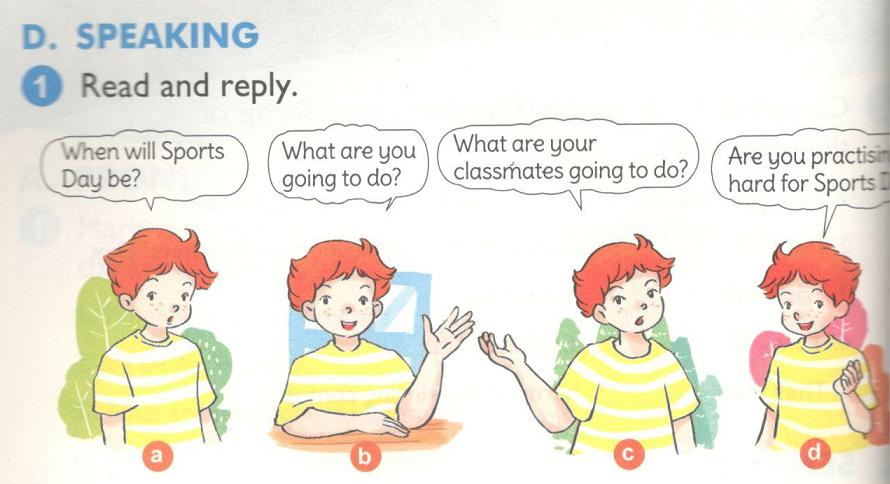 D. SPEAKING
1 Read and reply.
When will Sports
Day be?
What are you
going to do?
What are your
classmates going to do?
Are you practisin
hard for Sports D
a
b
c
d